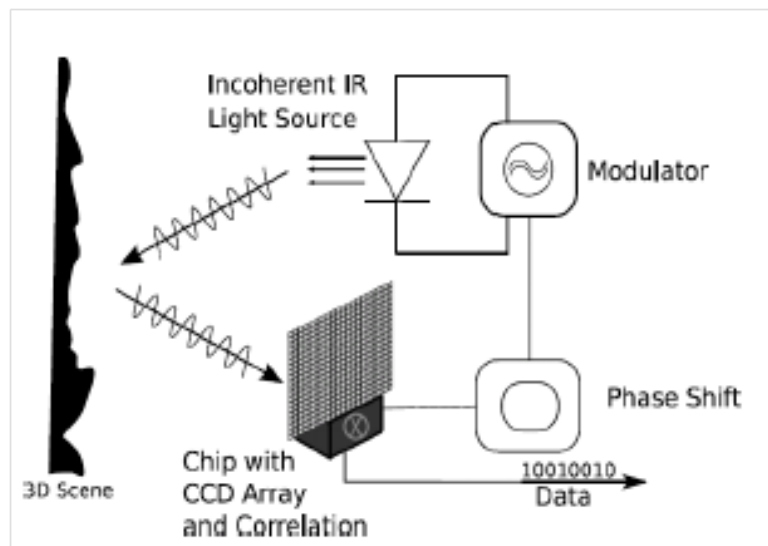 Incoherent IR
Light Source
Modulator
Phase Shift
Chip with
CCD Array
and Correlation
10010010
Data
3D Scene